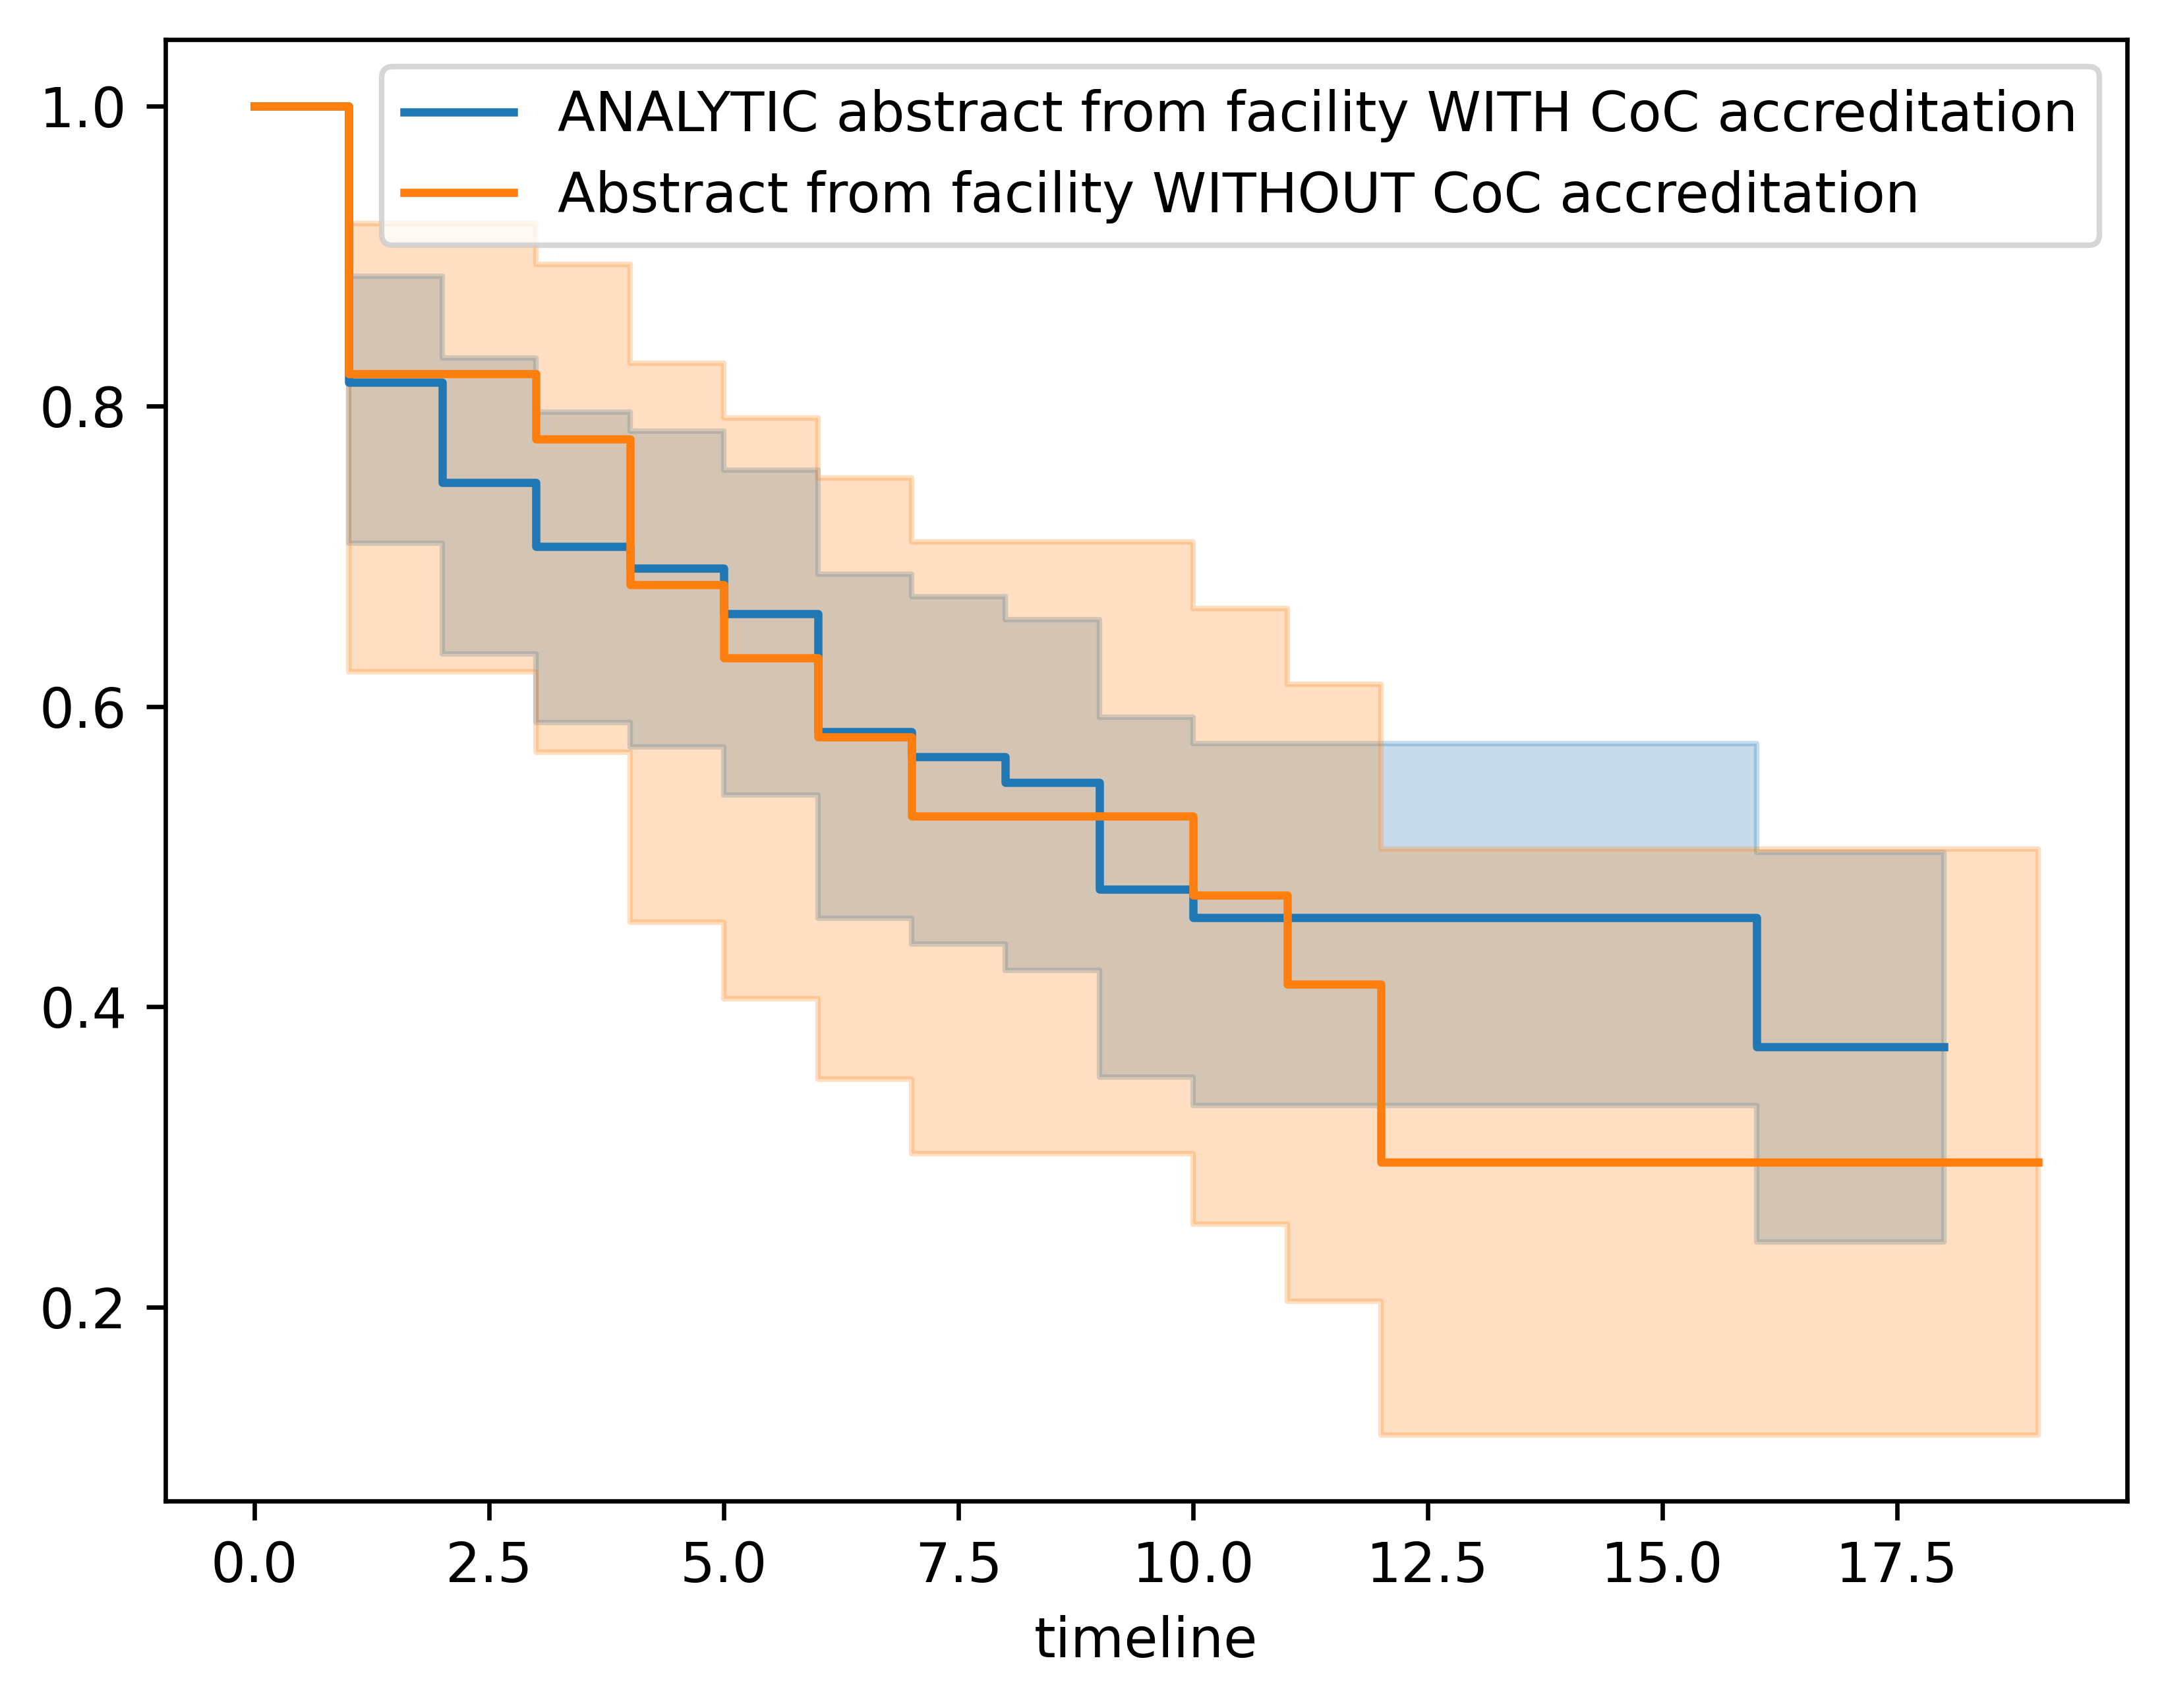 ANALYTIC abstract from facility WITH CoC accreditation
Abstract from facility WITHOUT CoC accreditation
1.0
0.8
0.6
0.4
0.2
0.0 2.5 5.0 7.5 10.0 12.5 15.0 17.5
timeline